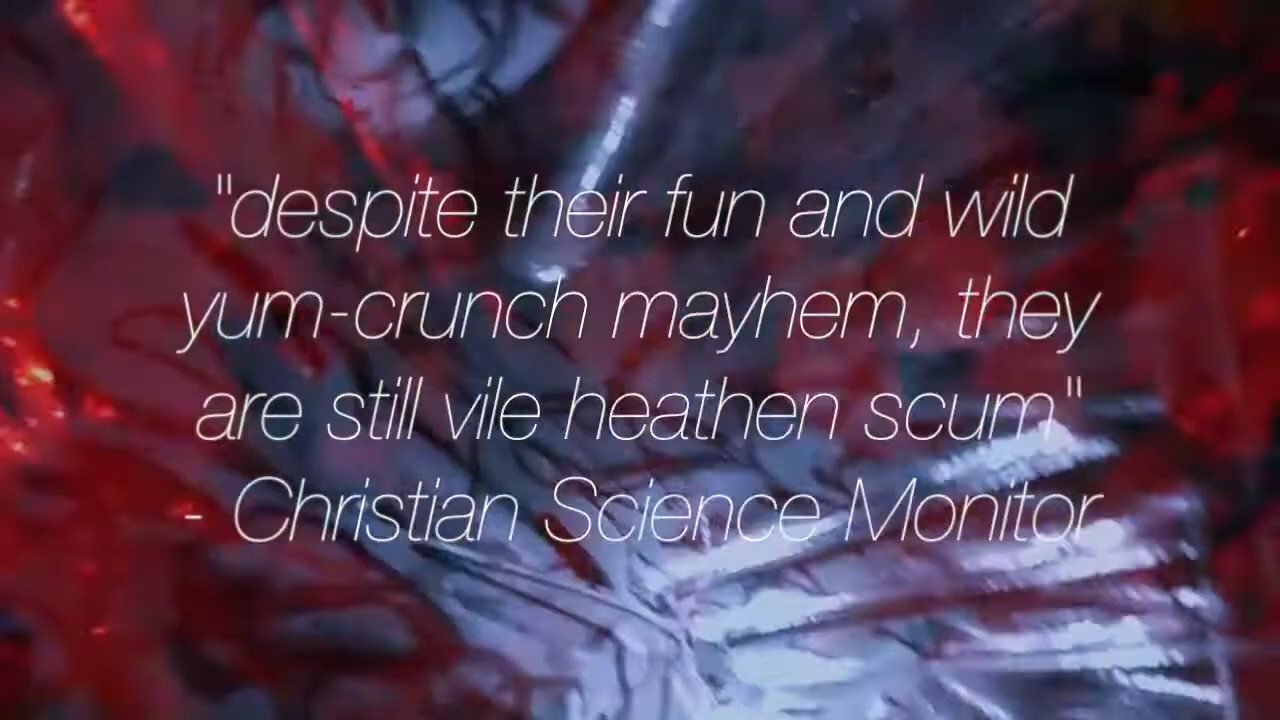 "despite their fun and wild
yum-crunch mayhem, they
are still vile heathen scum"
- Christian Science Monitor